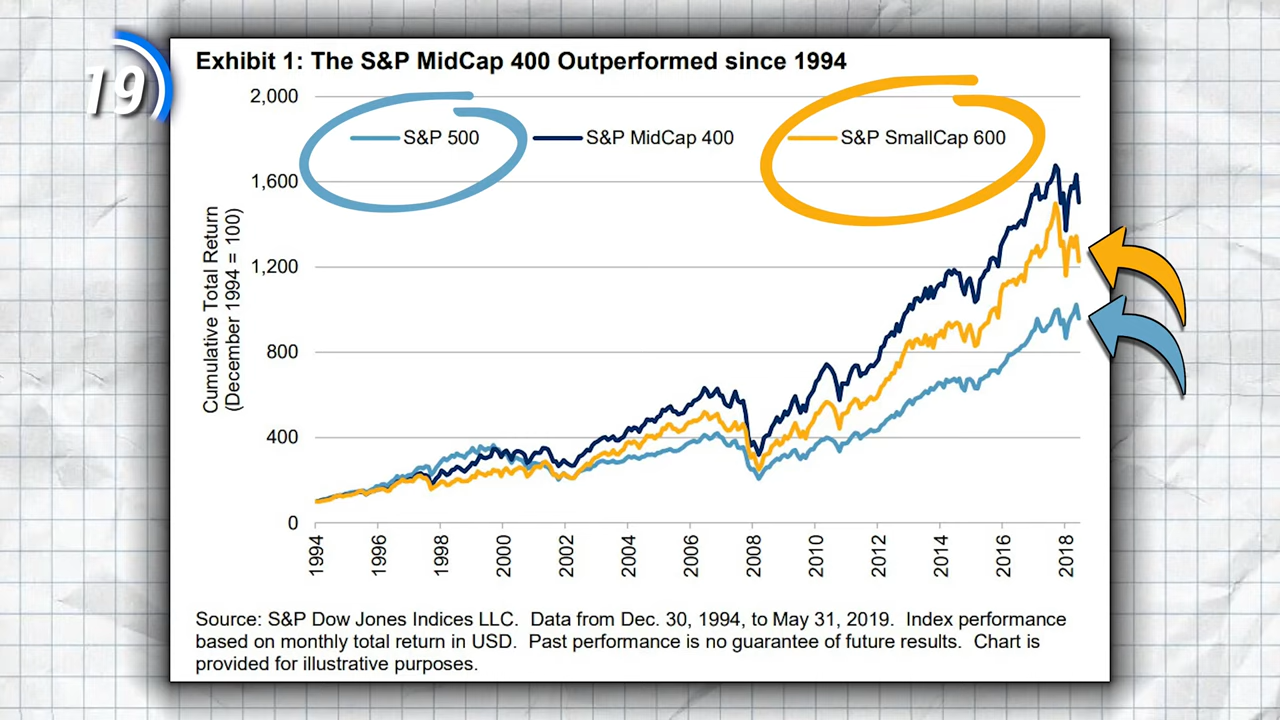 19
Exhibit 1: The S&P MidCap 400 Outperformed since 1994
2,000
S&P 500
S&P MidCap 400
S&P SmallCap 600
1,600
1,200
800
400
0
Cumulative Total Return
(December 1994 = 100)
1994
1996
1998
2000
2002
2004
2006
2008
2010
2012
2014
2016
2018
Source: S&P Dow Jones Indices LLC. Data from Dec. 30, 1994, to May 31, 2019. Index performance
based on monthly total return in USD. Past performance is no guarantee of future results. Chart is
provided for illustrative purposes.